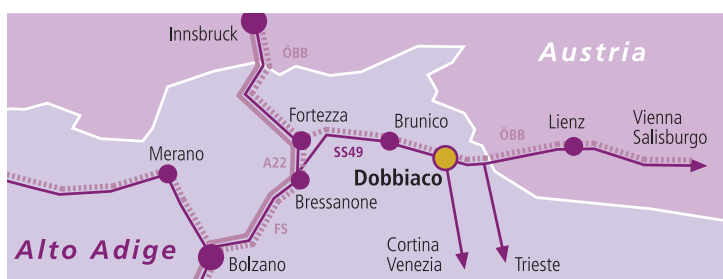 Innsbruck
ÖBB
Austria
Fortezza
Brunico
Lienz
Vienna
Salisburgo
ÖBB
SS49
Merano
A22
Dobbiaco
Bressanone
FS
Alto Adige
Bolzano
Cortina
Venezia
Trieste